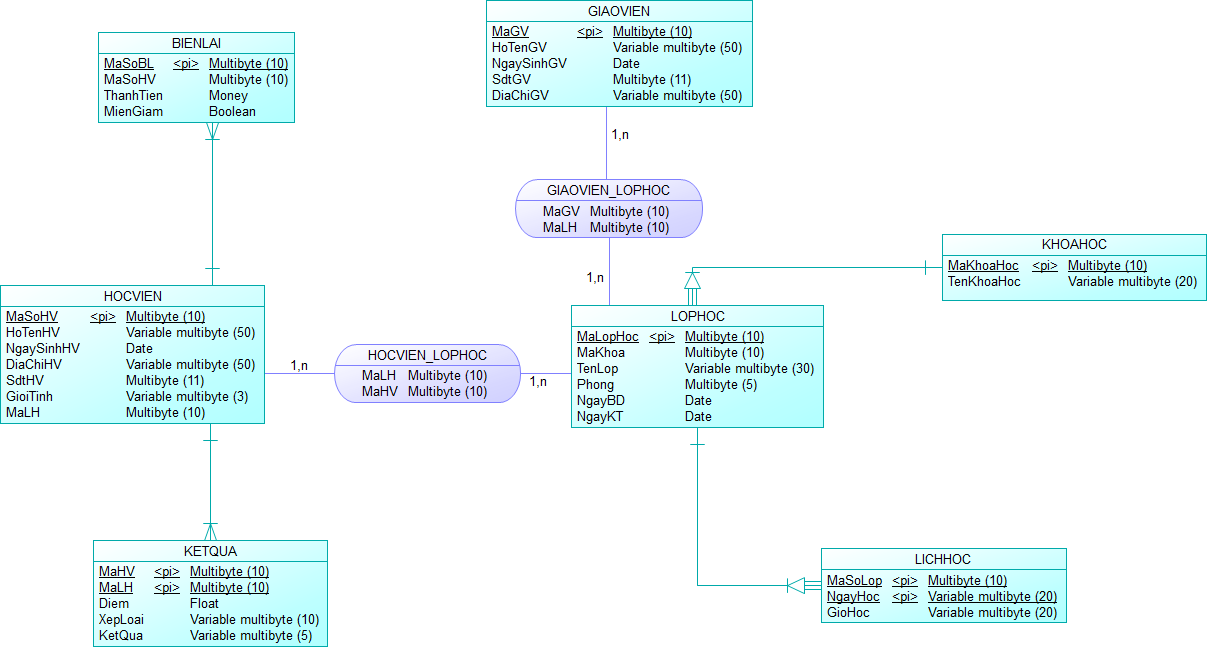 GIAOVIEN
MaGV <pi> Multibyte (10)
HoTenGV Variable multibyte (50)
NgaySinhGV Date
SdtGV Multibyte (11)
DiaChiGV Variable multibyte (50)
BIENLAI
MaSoBL <pi> Multibyte (10)
MaSoHV Multibyte (10)
ThanhTien Money
MienGiam Boolean
1,n
GIAOVIEN_LOPHOC
MaGV Multibyte (10)
MaLH Multibyte (10)
1,n
KHOAHOC
MaKhoaHoc <pi> Multibyte (10)
TenKhoaHoc Variable multibyte (20)
HOCVIEN
MaSoHV <pi> Multibyte (10)
HoTenHV Variable multibyte (50)
NgaySinhHV Date
DiaChiHV Variable multibyte (50)
SdtHV Multibyte (11)
GioiTinh Variable multibyte (3)
MaLH Multibyte (10)
1,n
HOCVIEN_LOPHOC
MaLH Multibyte (10)
MaHV Multibyte (10)
1,n
LOPHOC
MaLopHoc <pi> Multibyte (10)
MaKhoa Multibyte (10)
TenLop Variable multibyte (30)
Phong Multibyte (5)
NgayBD Date
NgayKT Date
KETQUA
MaHV <pi> Multibyte (10)
MaLH <pi> Multibyte (10)
Diem Float
XepLoai Variable multibyte (10)
KetQua Variable multibyte (5)
LICHHOC
MaSoLop <pi> Multibyte (10)
NgayHoc <pi> Variable multibyte (20)
GioHoc Variable multibyte (20)